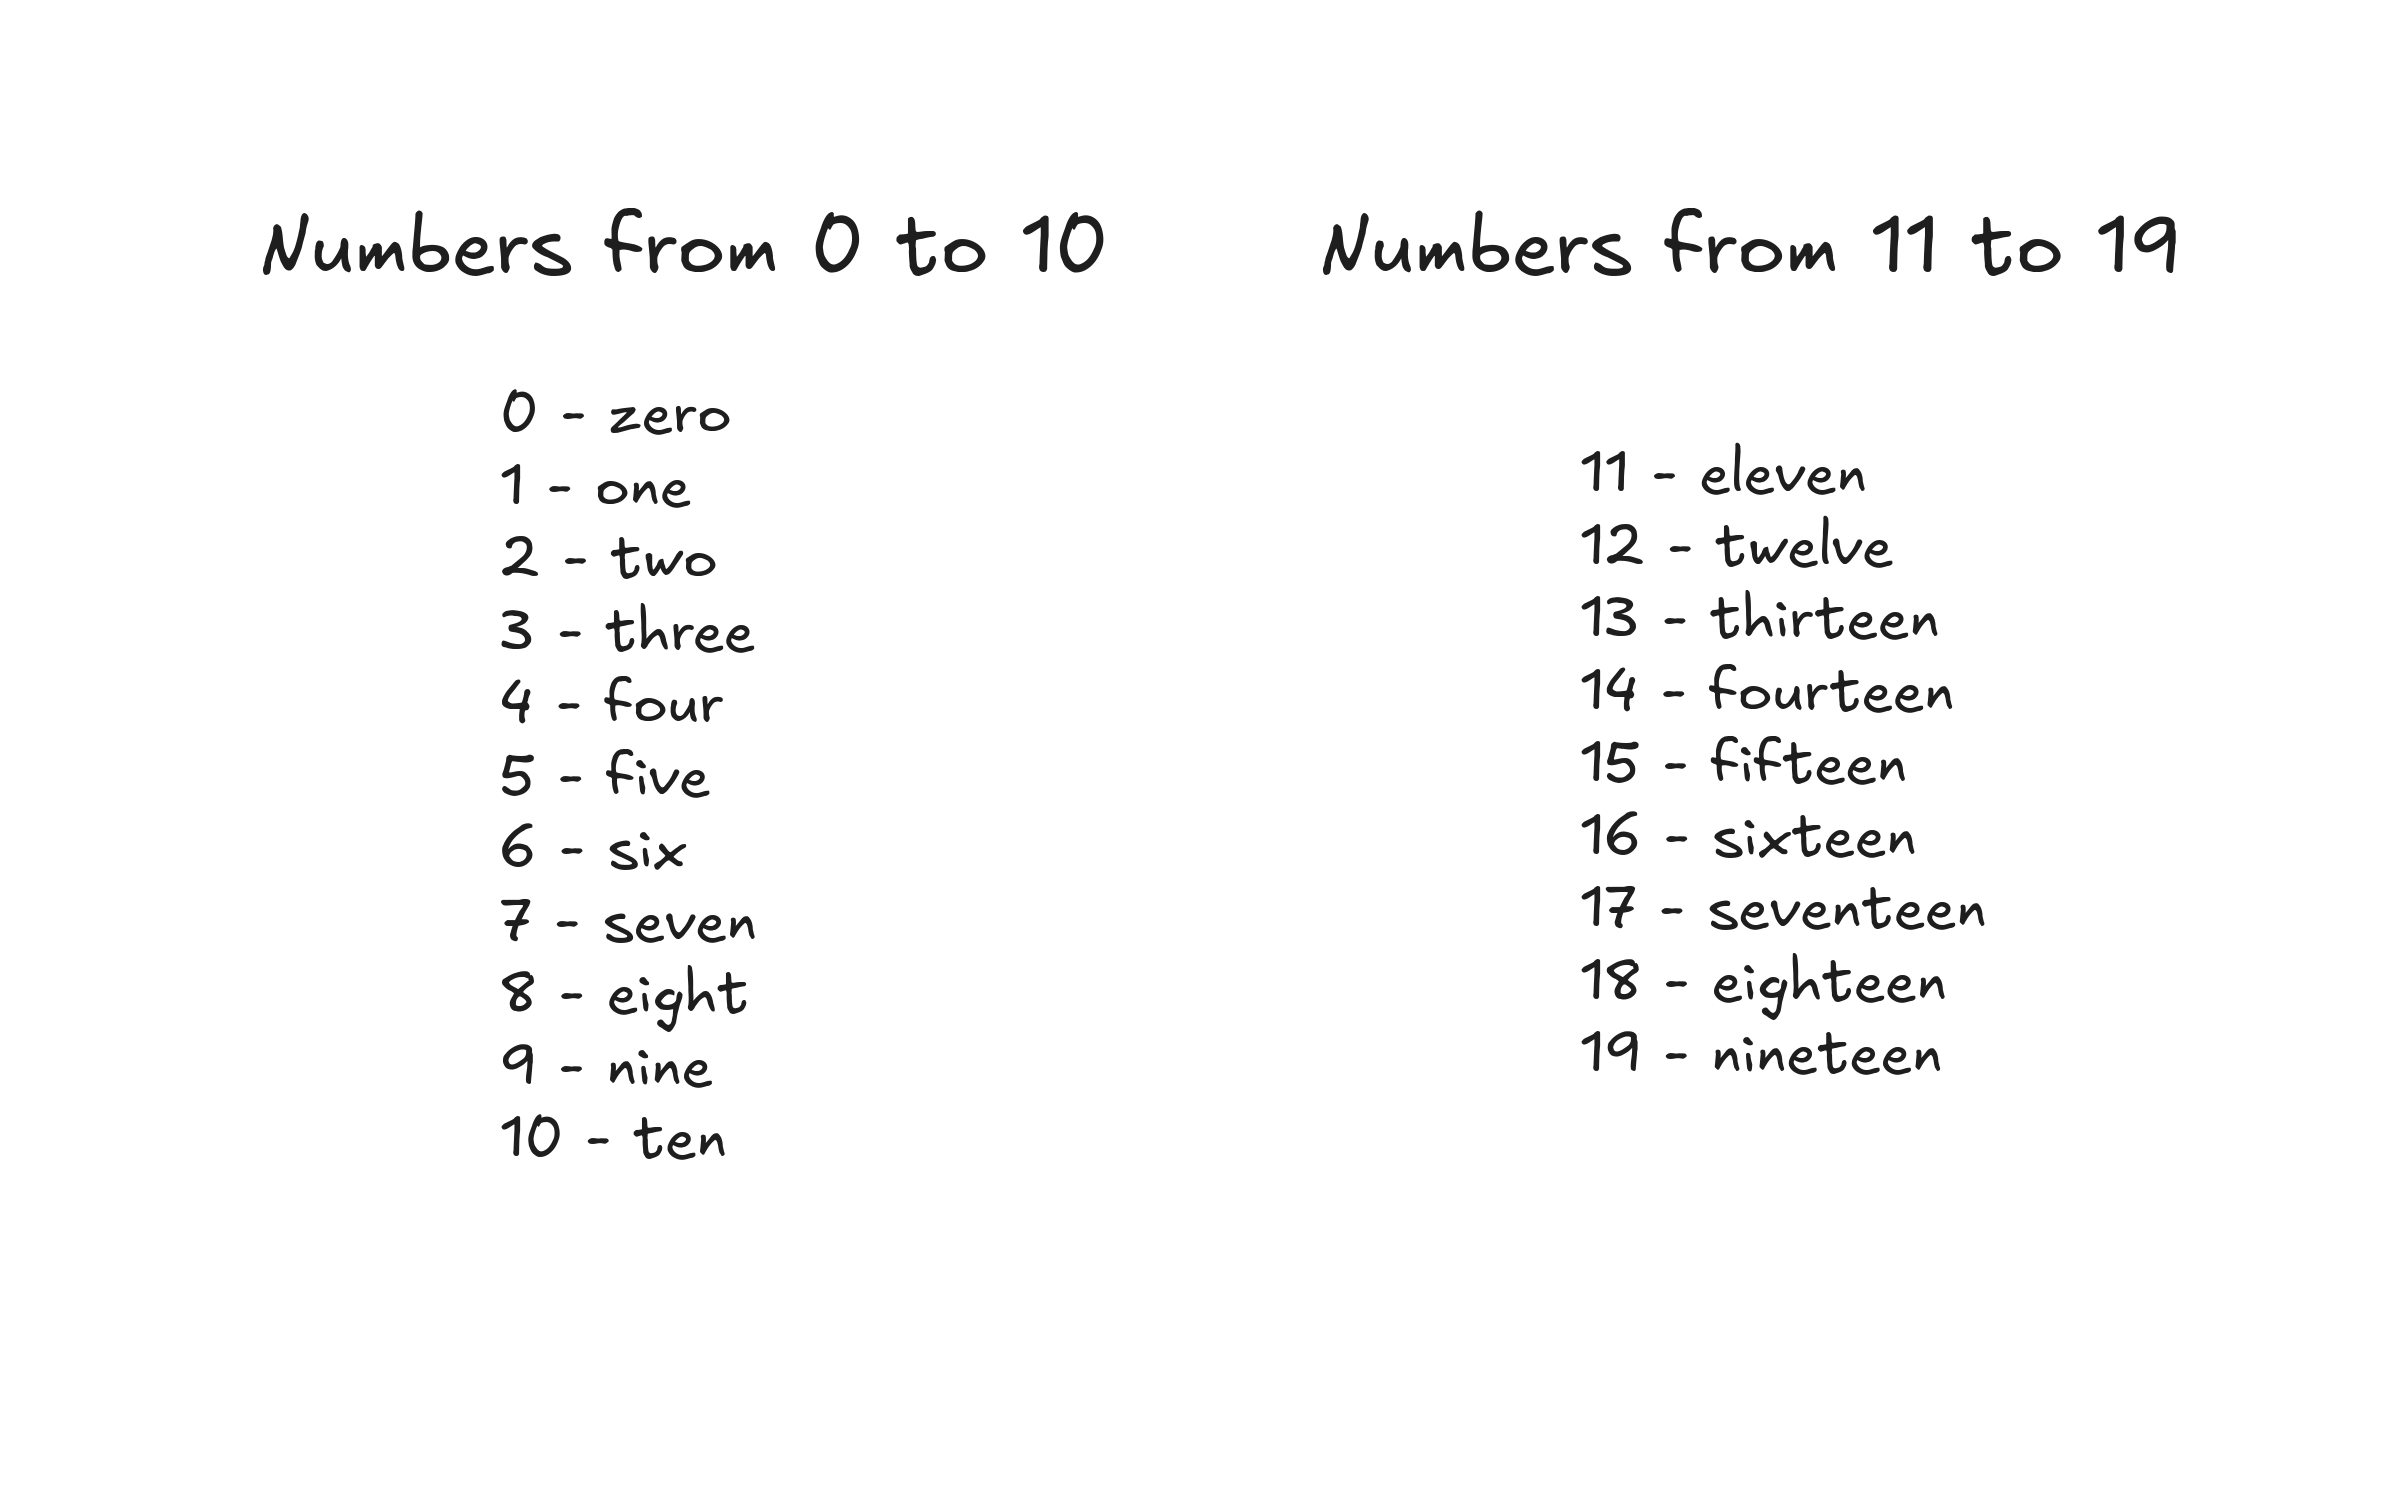 Numbers from 0 to 10
0 - zero
1 - one
2 - two
3 - three
4 - four
5 - five
6 - six
7 - seven
8 - eight
9 - nine
10 - ten
Numbers from 11 to 19
11 - eleven
12 - twelve
13 - thirteen
14 - fourteen
15 - fifteen
16 - sixteen
17 - seventeen
18 - eighteen
19 - nineteen